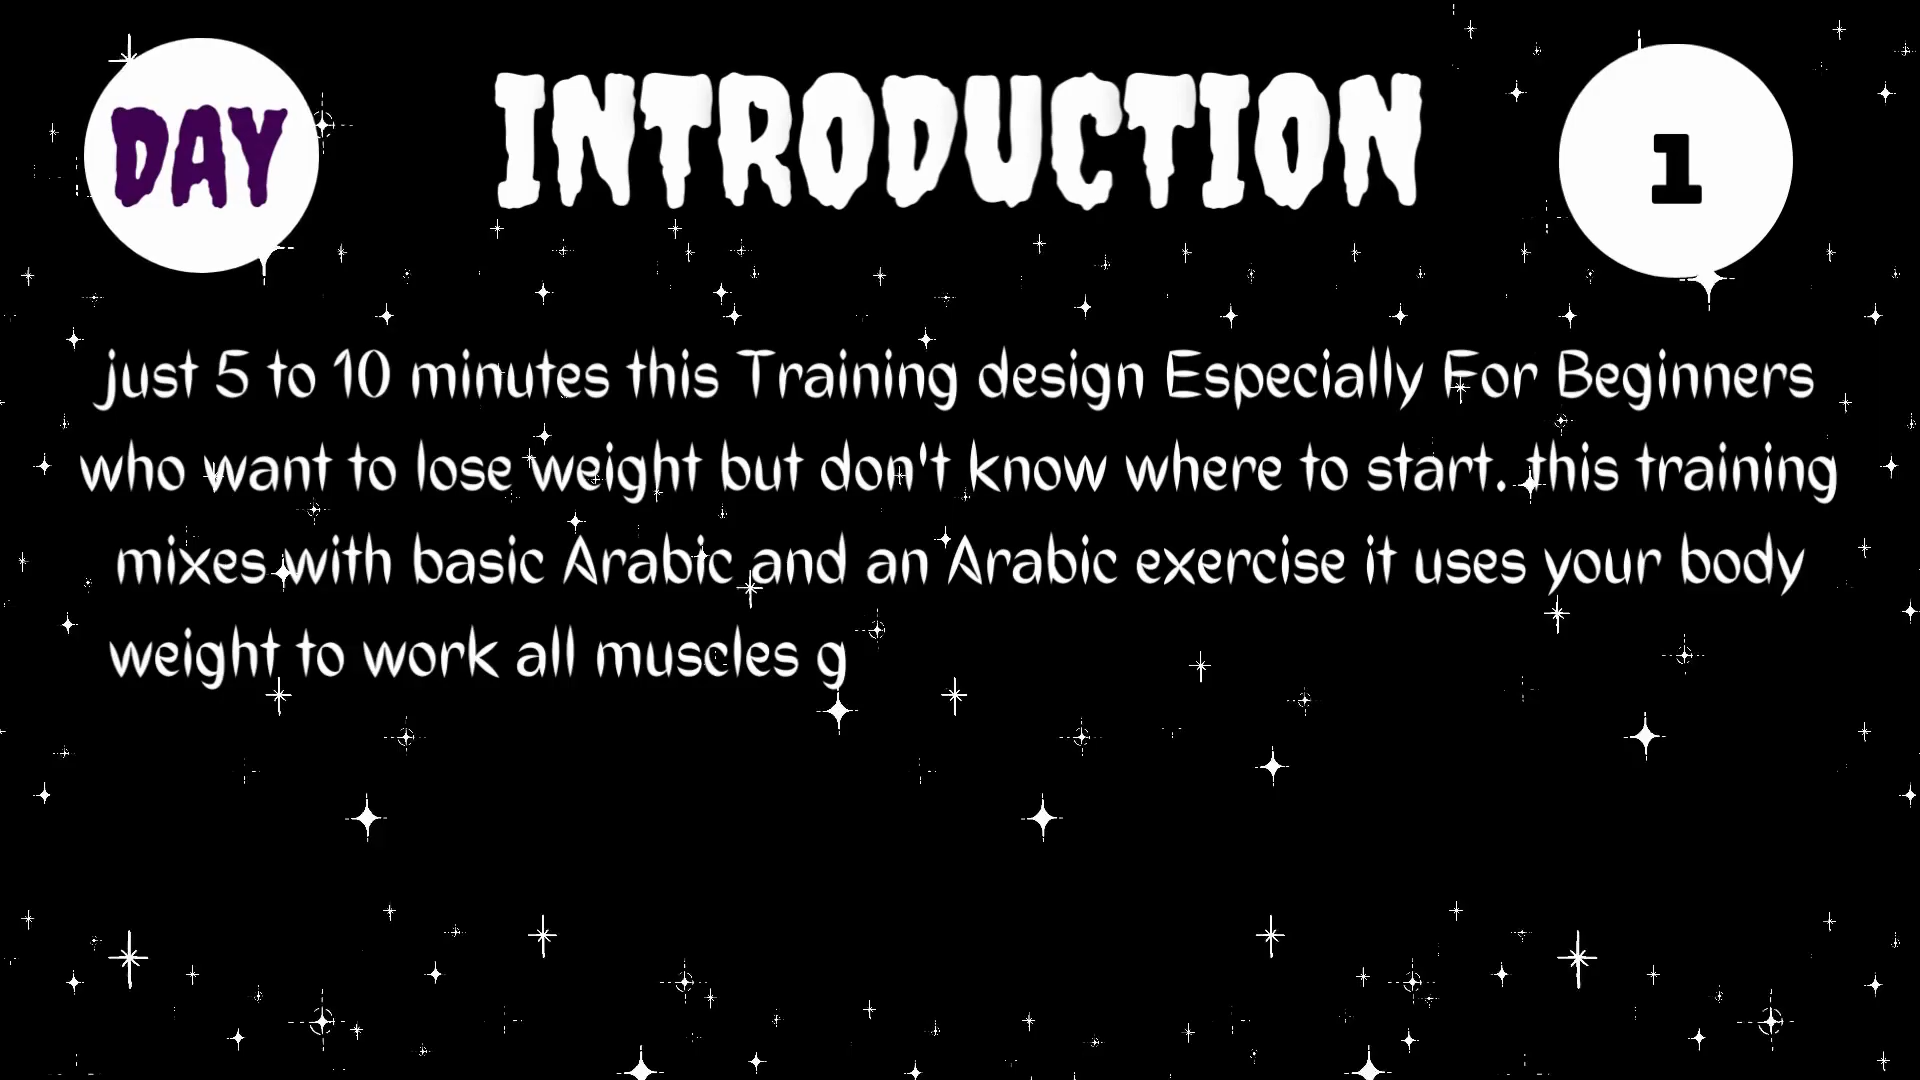 DAY
INTRODUCTION
1
just 5 to 10 minutes this Training design Especially For Beginners
who want to lose weight but don't know where to start. this training
mixes with basic Arabic and an Arabic exercise it uses your body
weight to work all muscles g